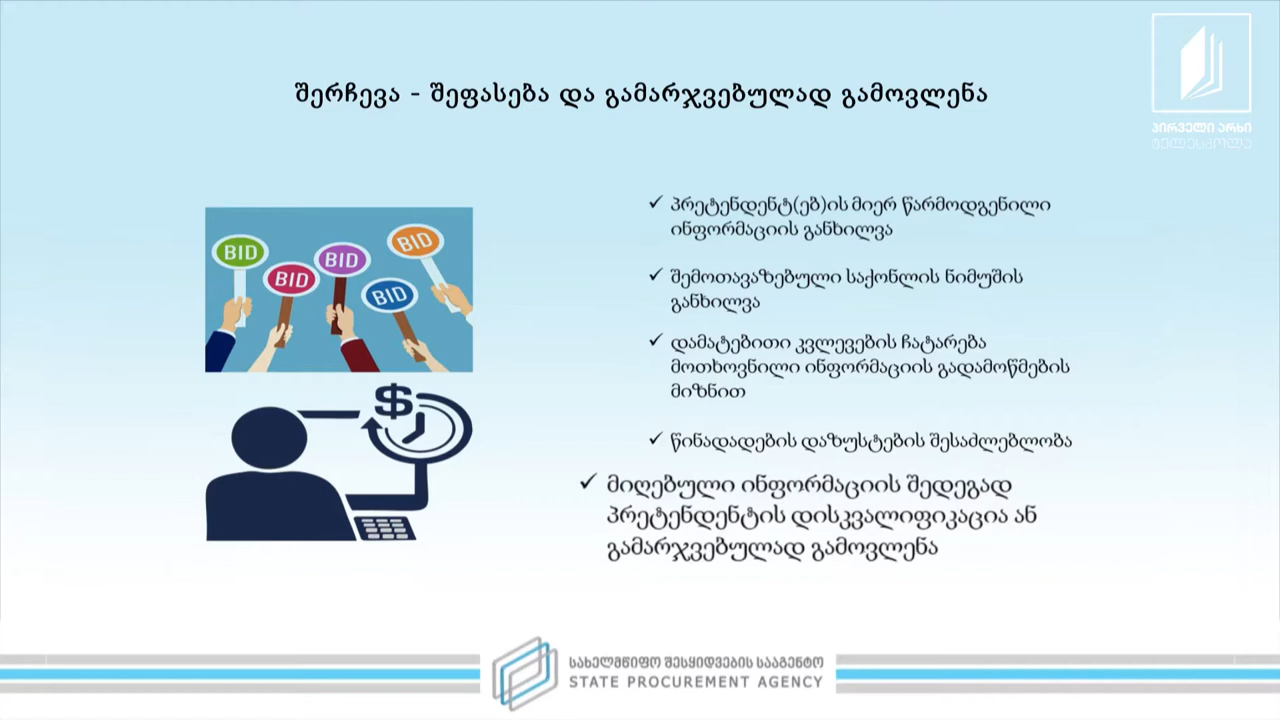 შერჩევა - შეფასება და გამარჯვებულად გამოვლენა
პირველი არხი
ტელესკოლა
BID
BID
BID
BID
BID
$
✓ პრეტენდენტ(ებ)ის მიერ წარმოდგენილი
ინფორმაციის განხილვა
✓ შემოთავაზებული საქონლის ნიმუშის
განხილვა
✓ დამატებითი კვლევების ჩატარება
მოთხოვნილი ინფორმაციის გადამოწმების
მიზნით
✓ წინადადების დაზუსტების შესაძლებლობა
✓ მიღებული ინფორმაციის შედეგად
პრეტენდენტის დისკვალიფიკაცია ან
გამარჯვებულად გამოვლენა
სახელმწიფო შესყიდვების სააგენტო
STATE PROCUREMENT AGENCY